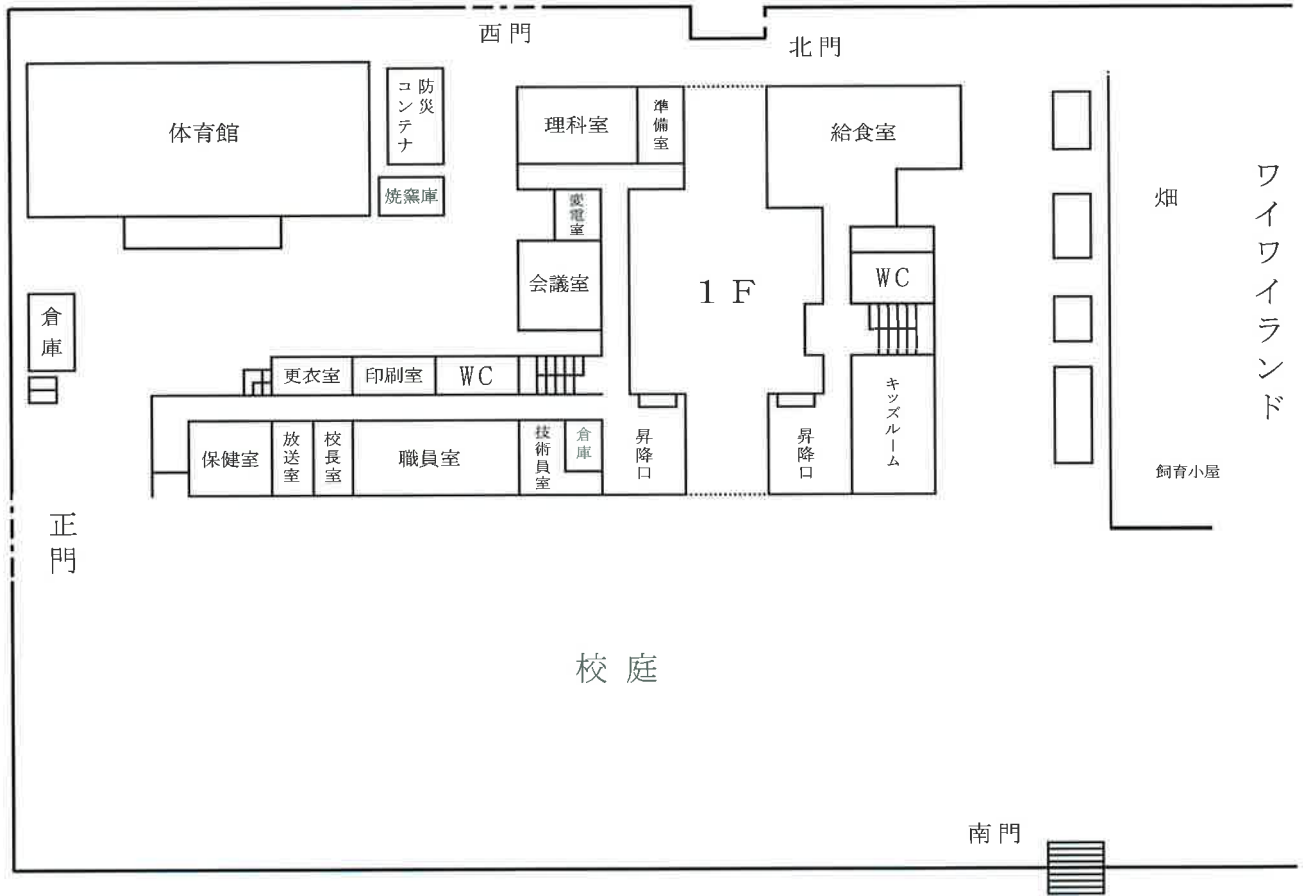 西門
北門
体育館
防災
コンテナ
焼窯庫
理科室
準備室
給食室
変電室
会議室
1F
WC
畑
ワイワイランド
倉庫
更衣室
印刷室
WC
キッズルーム
保健室
放送室
校長室
職員室
技術員室
倉庫
昇降口
昇降口
飼育小屋
正門
校庭
南門